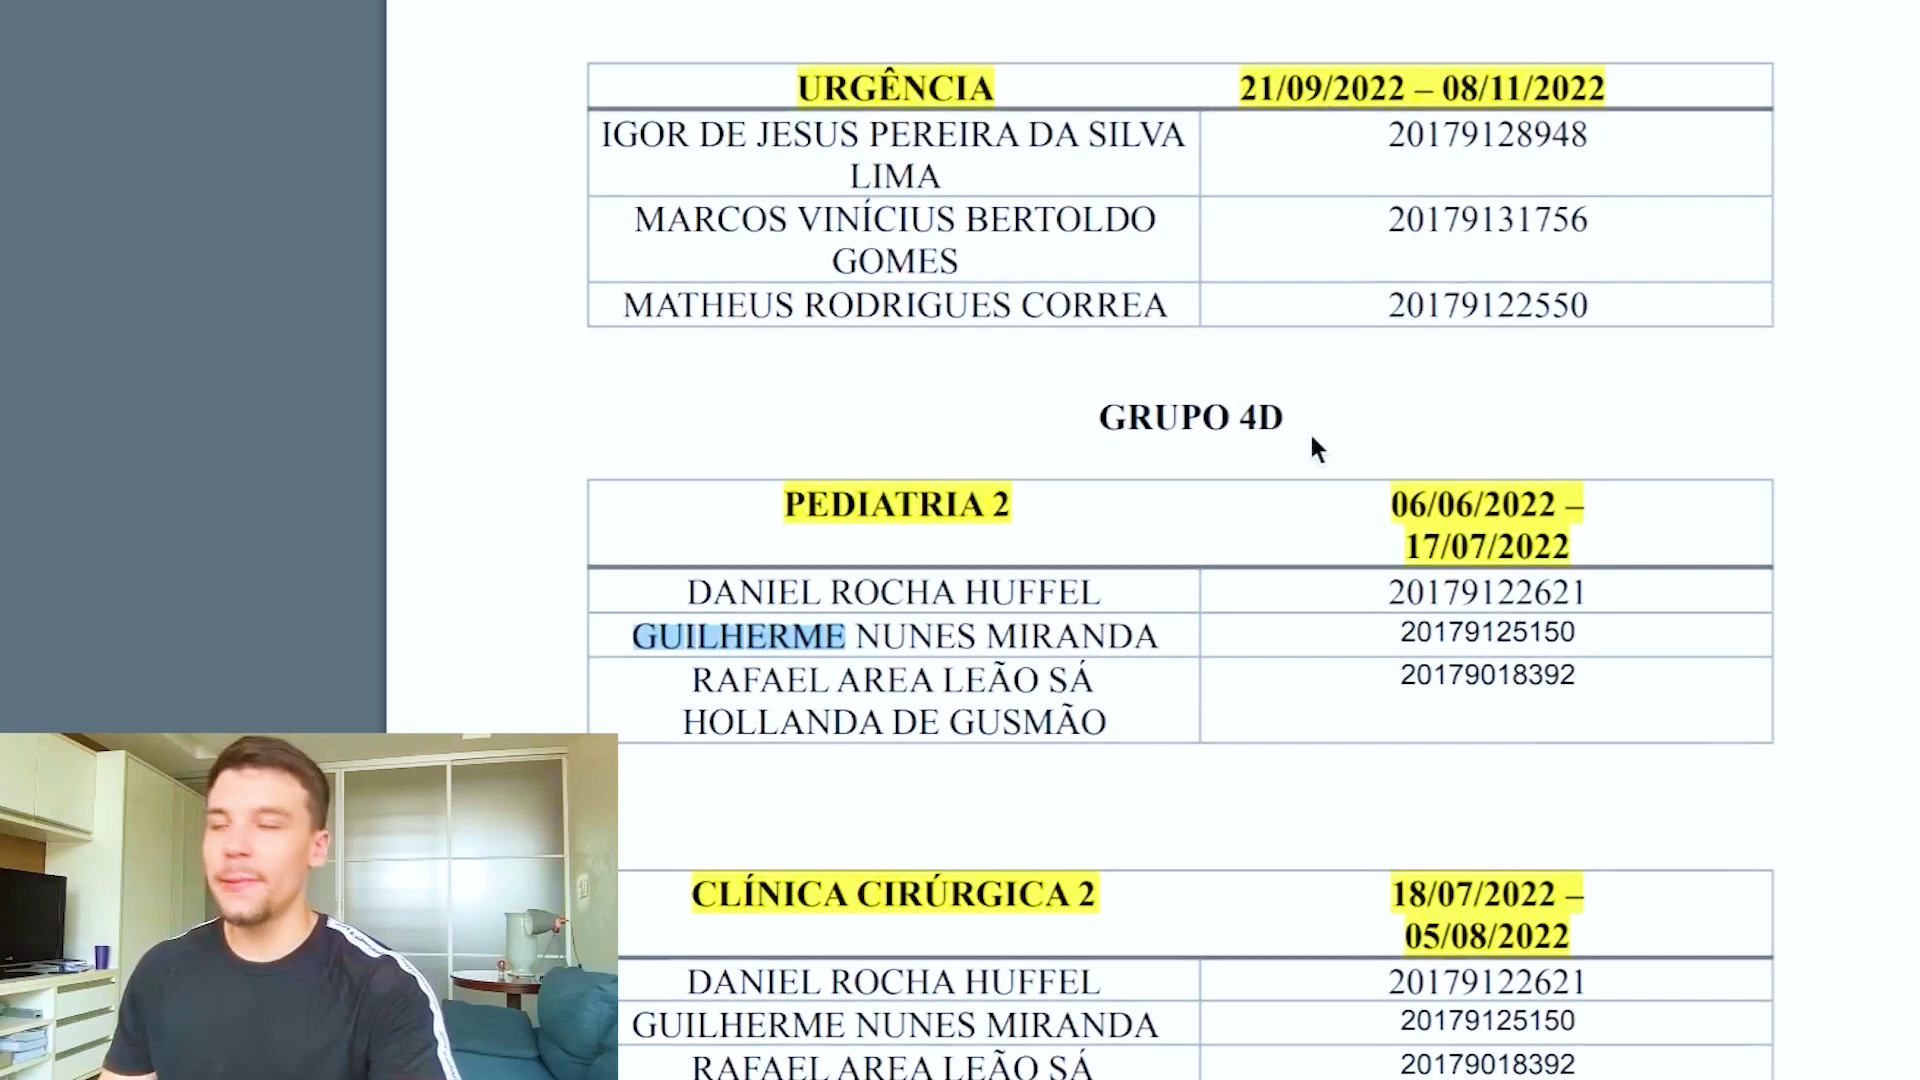 URGÊNCIA 21/09/2022 – 08/11/2022
IGOR DE JESUS PEREIRA DA SILVA 20179128948
LIMA
MARCOS VINÍCIUS BERTOLDO 20179131756
GOMES
MATHEUS RODRIGUES CORREA 20179122550
GRUPO 4D
PEDIATRIA 2 06/06/2022 –
17/07/2022
DANIEL ROCHA HUFFEL 20179122621
GUILHERME NUNES MIRANDA 20179125150
RAFAEL AREA LEÃO SÁ 20179018392
HOLLANDA DE GUSMÃO
CLÍNICA CIRÚRGICA 2 18/07/2022 –
05/08/2022
DANIEL ROCHA HUFFEL 20179122621
GUILHERME NUNES MIRANDA 20179125150
RAFAEL AREA LEÃO SÁ 20179018392